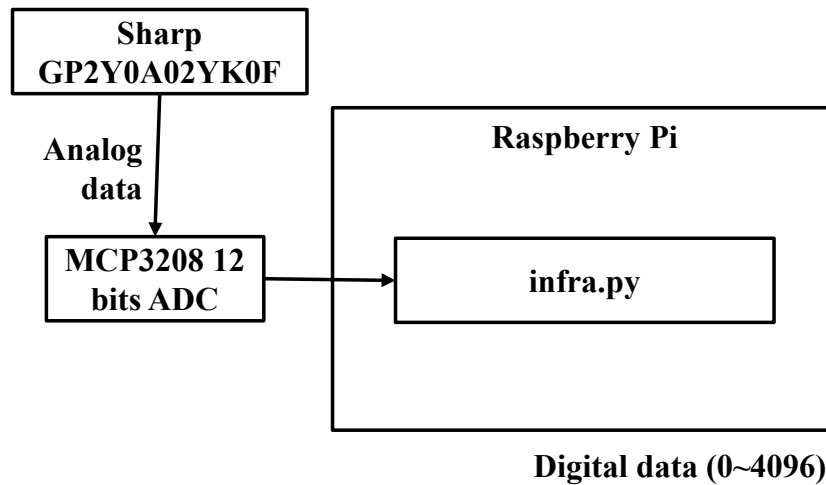 Sharp
GP2Y0A02YK0F
Analog
data
Raspberry Pi
MCP3208 12
bits ADC
infra.py
Digital data (0~4096)